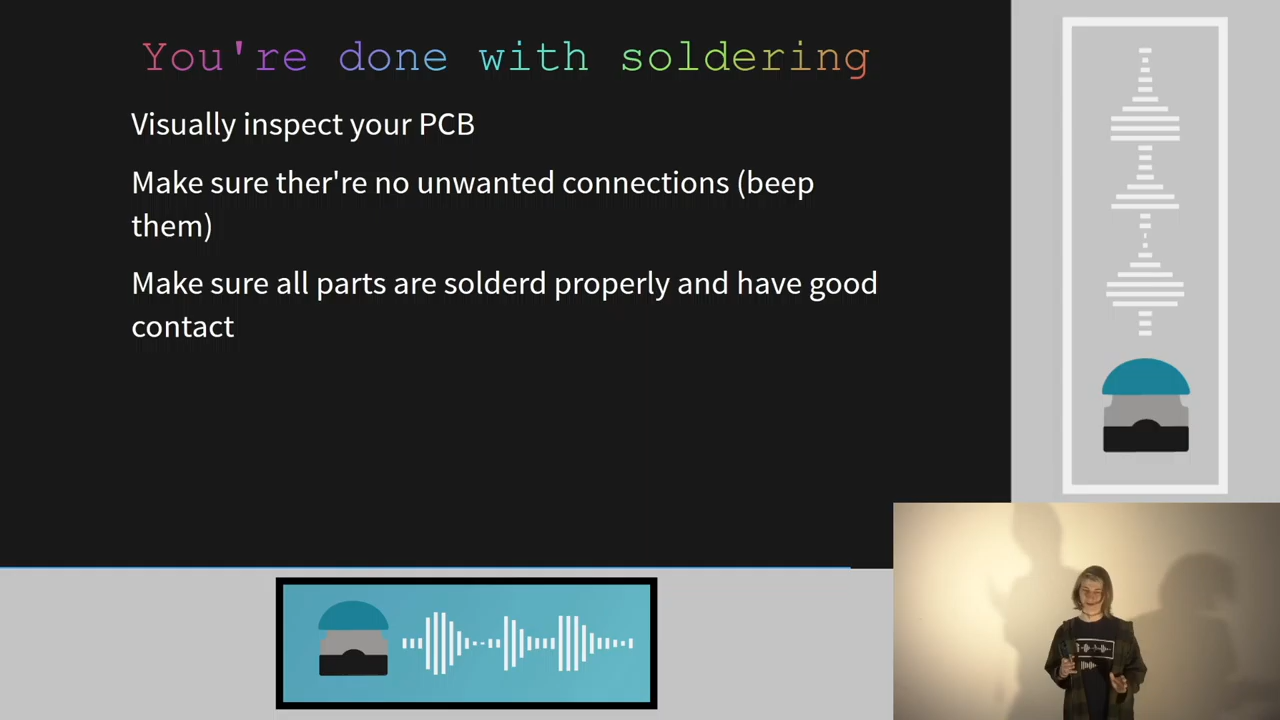 You're done with soldering
Visually inspect your PCB
Make sure ther're no unwanted connections (beep
them)
Make sure all parts are solderd properly and have good
contact